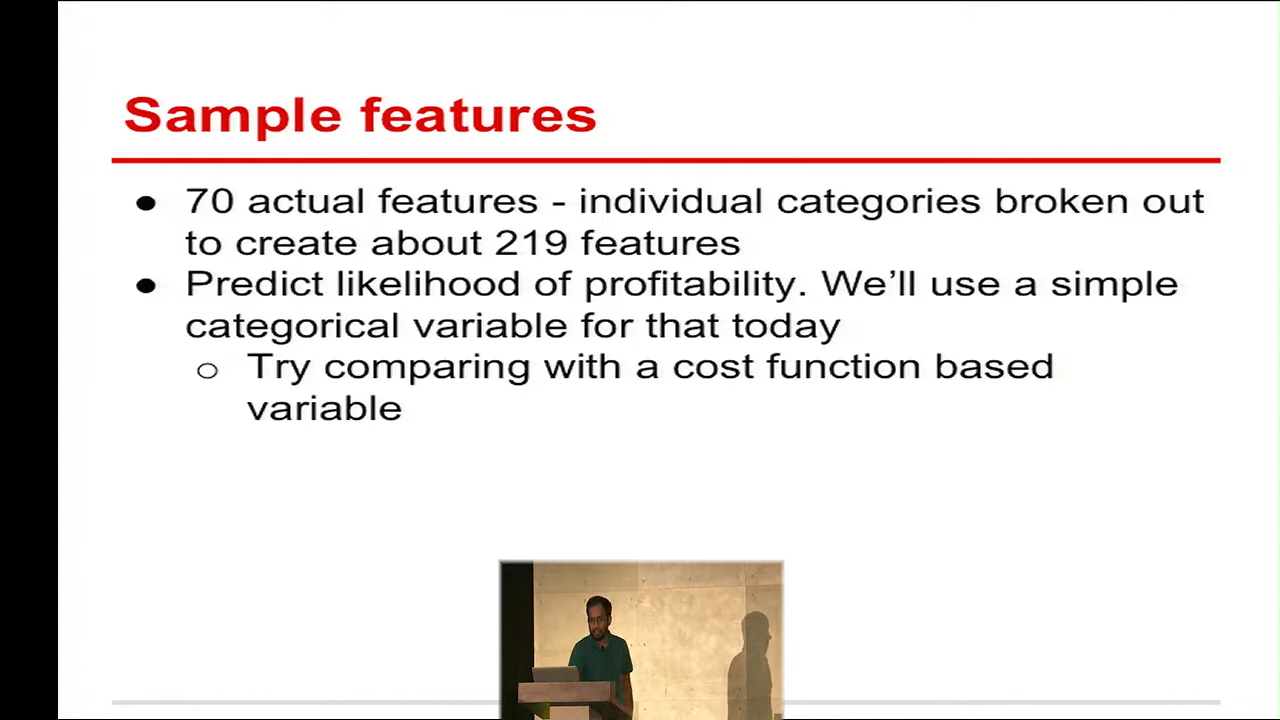 Sample features
● 70 actual features - individual categories broken out
to create about 219 features
● Predict likelihood of profitability. We'll use a simple
categorical variable for that today
○ Try comparing with a cost function based
variable